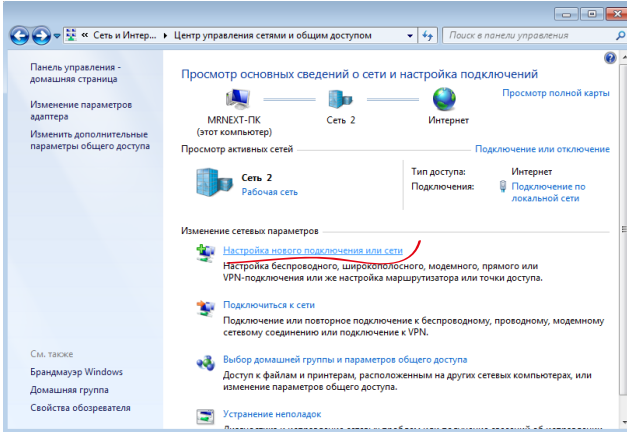 Сеть и Интер... Центр управления сетями и общим доступом Поиск в панели управления
Панель управления -
домашняя страница
Изменение параметров
адаптера
Изменить дополнительные
параметры общего доступа
См. также
Брандмауэр Windows
Домашняя группа
Свойства обозревателя
Просмотр основных сведений о сети и настройка подключений
Просмотр полной карты
MRNEXT-ПК
(этот компьютер)
Сеть 2
Интернет
Просмотр активных сетей
Подключение или отключение
Сеть 2
Рабочая сеть
Тип доступа: Интернет
Подключения: Подключение по
локальной сети
Изменение сетевых параметров
Настройка нового подключения или сети
Настройка беспроводного, широкополосного, модемного, прямого или
VPN-подключения или же настройка маршрутизатора или точки доступа.
Подключиться к сети
Подключение или повторное подключение к беспроводному, проводному, модемному
сетевому соединению или подключение к VPN.
Выбор домашней группы и параметров общего доступа
Доступ к файлам и принтерам, расположенным на других сетевых компьютерах, или
изменение параметров общего доступа.
Устранение неполадок